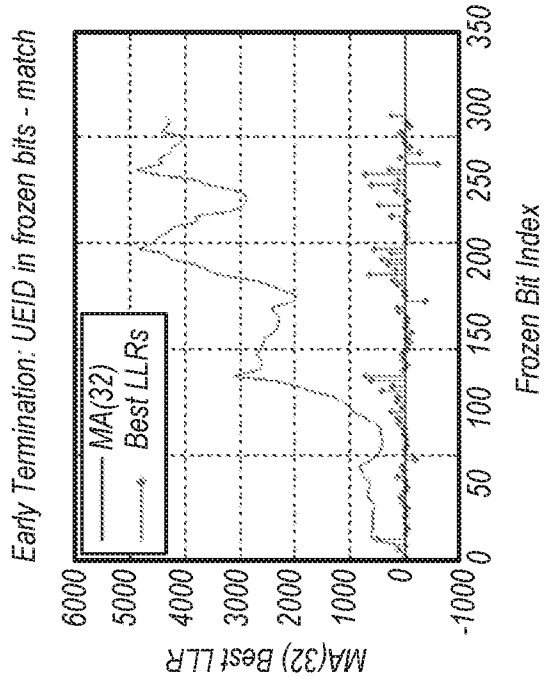 Early Termination: UEID in frozen bits - match
MA(32) Best LLR
6000
5000
4000
3000
2000
1000
0
-1000
MA(32)
Best LLRs
0 50 100 150 200 250 300 350
Frozen Bit Index